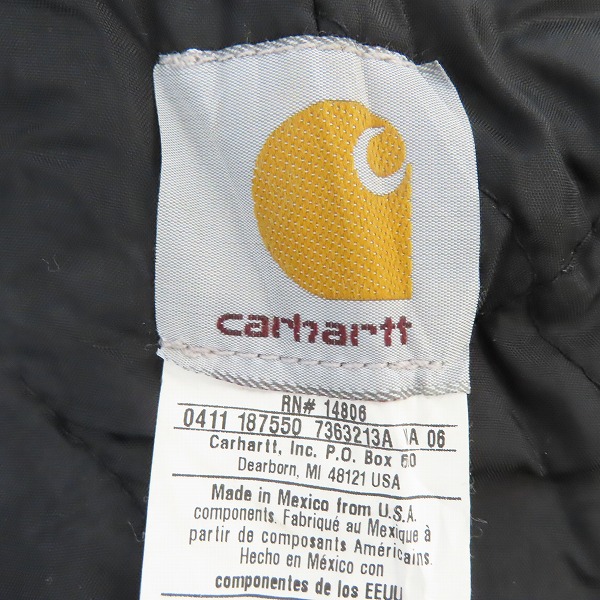 carhartt
RN# 14806
0411 187550 7363213A 06
Carhartt, Inc. P.O. Box 60
Dearborn, MI 48121 USA
Made in Mexico from U.S.A.
components. Fabriqué au Mexique à
partir de composants Américains.
Hecho en México con
componentes de los EEUU